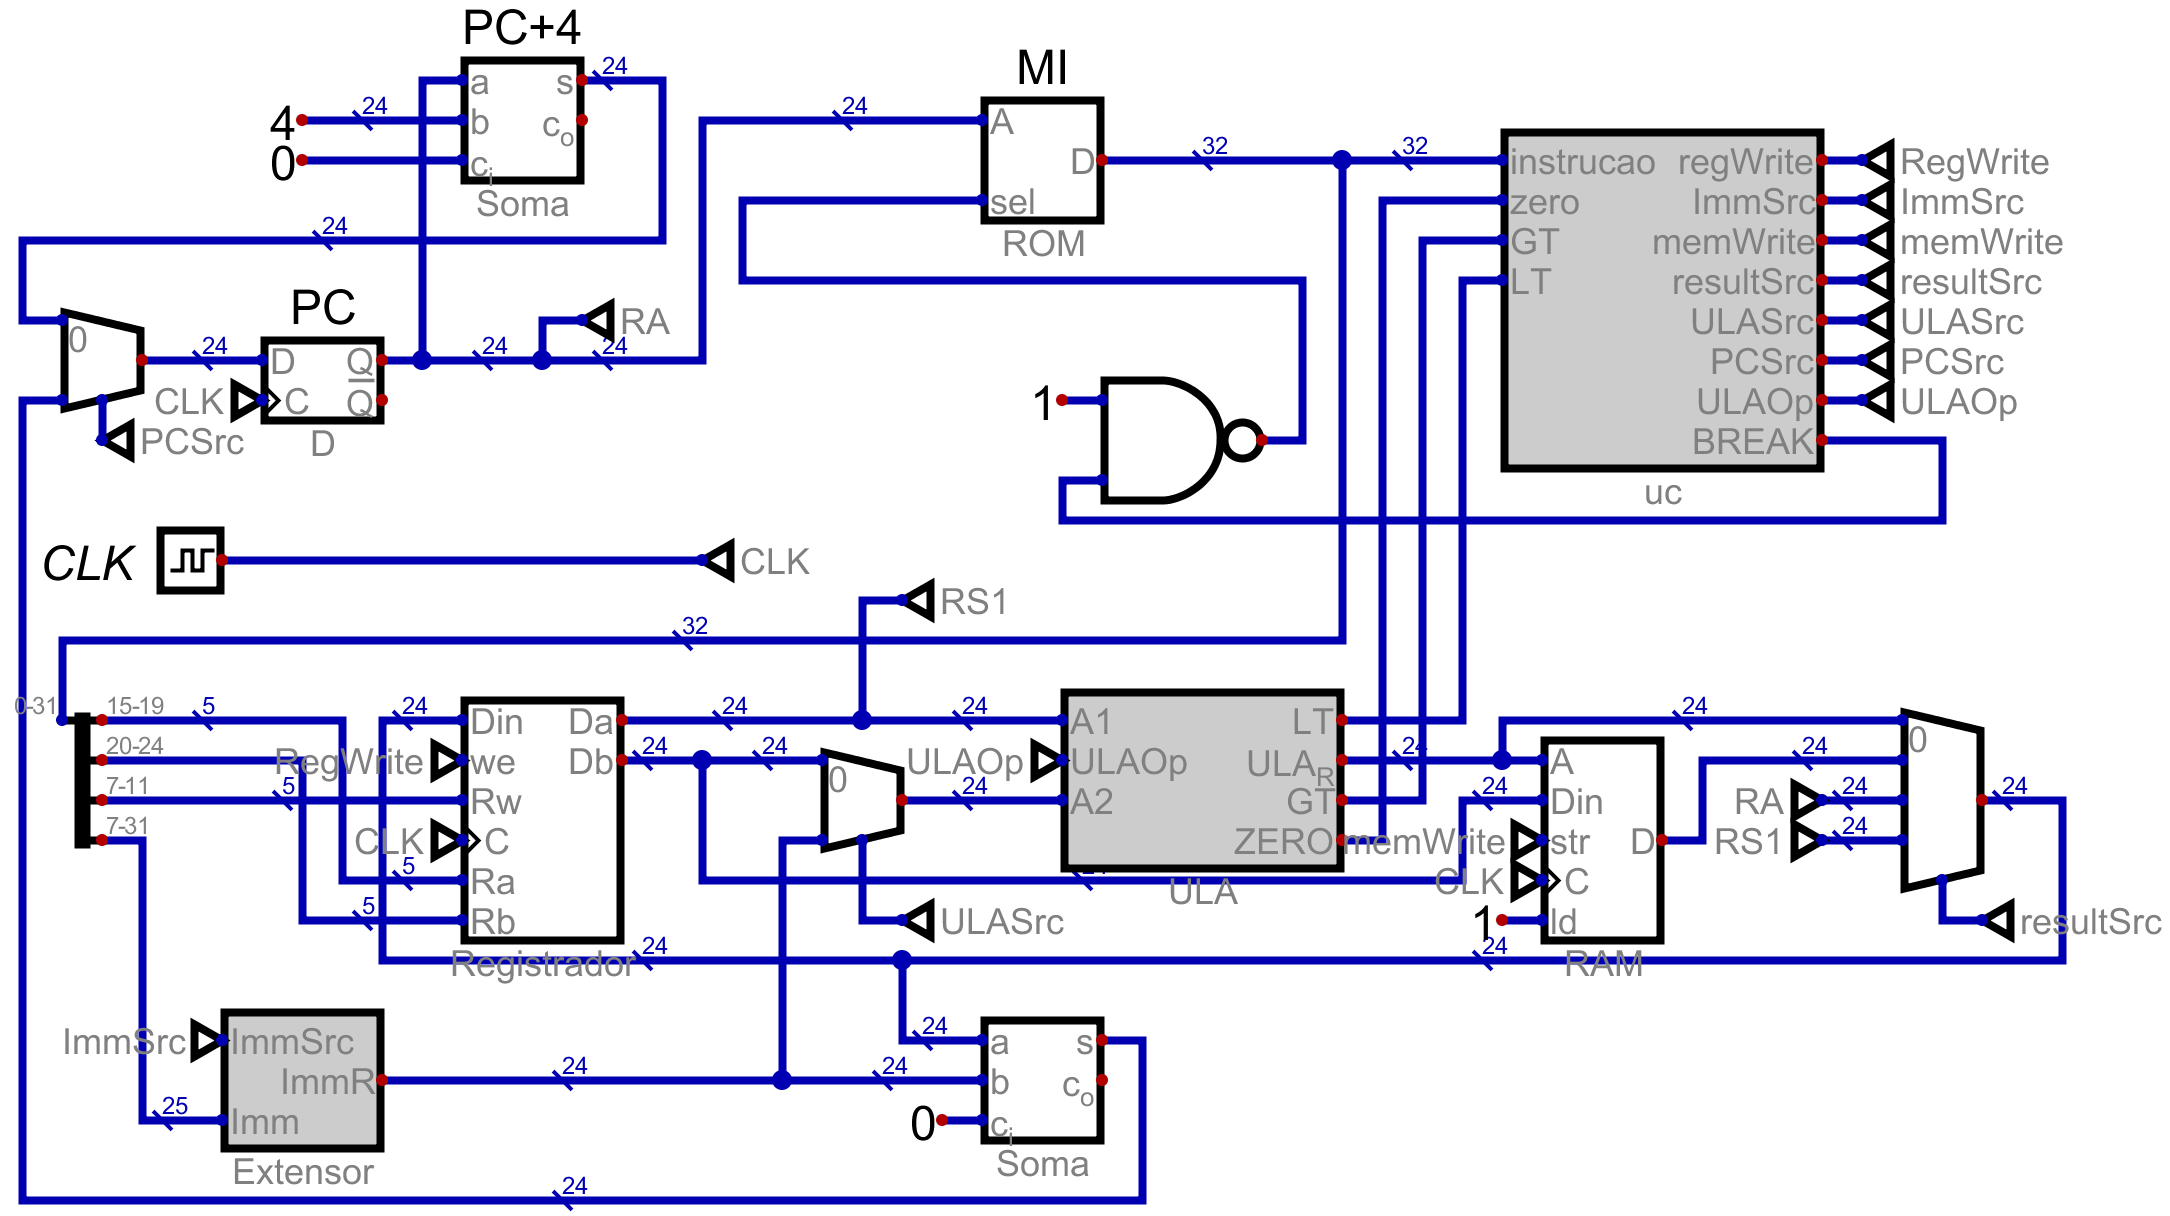 PC+4
a s 24
4 24 b co
0 ci
Soma
24
MI
24 A
D 32 32
sel
ROM
instrucao regWrite RegWrite
zero ImmSrc ImmSrc
GT memWrite memWrite
LT resultSrc resultSrc
ULASrc ULASrc
PCSrc PCSrc
ULAOp ULAOp
BREAK
uc
PC
0 24 D Q 24 24
RA
CLK C Q
PCSrc D
1
CLK CLK
RS1
32
0-31 15-19 5
20-24
7-11 5
7-31
24 Din Da 24 24
RegWrite we Db 24 24
Rw
CLK C
5 Ra
5 Rb
Registrador 24
0 24
ULASrc
A1 LT
ULAOp ULAOp ULAR 24
A2 GT
ZERO
ULA
24
A
24 Din
memWrite str D
CLK C
1 ld
RAM
24
24
24
0
24
RA 24
RS1 24
24
resultSrc
ImmSrc ImmSrc
ImmR 24 24
25 Imm
Extensor
24 a s
b co
0 ci
Soma
24